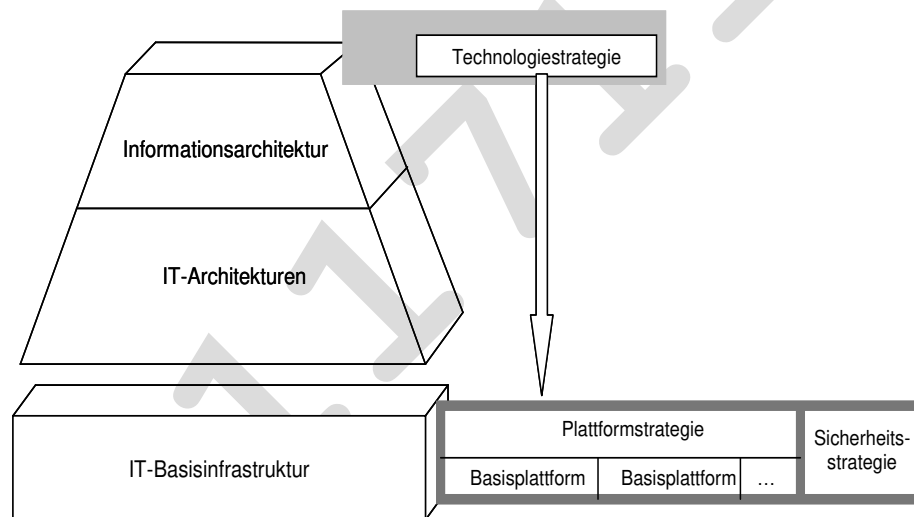 Technologiestrategie
Informationsarchitektur
IT-Architekturen
IT-Basisinfrastruktur
Plattformstrategie
Basisplattform
Basisplattform
…
Sicherheits-
strategie